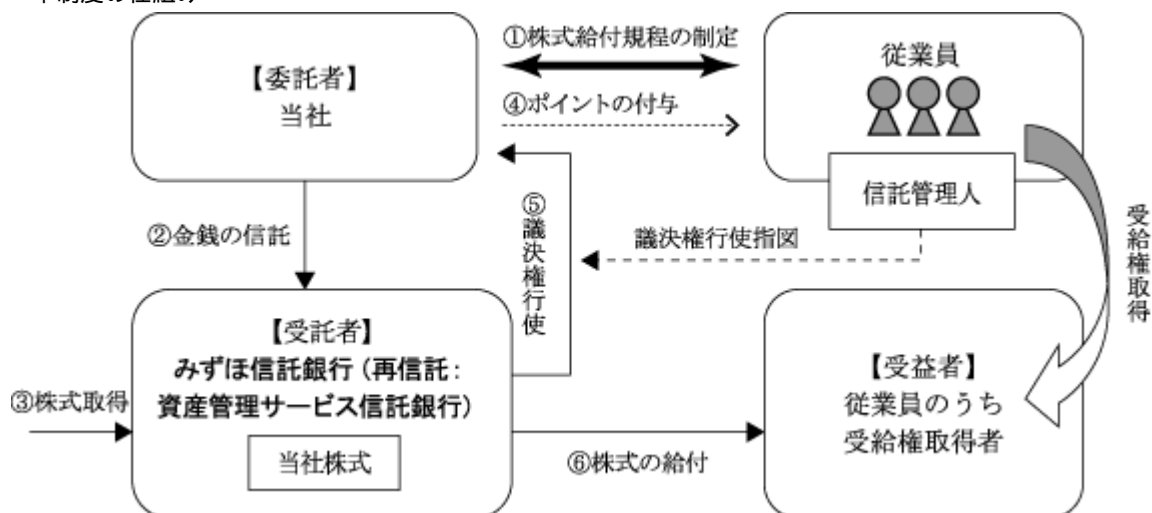 本制度の仕組み
①株式給付規程の制定
【委託者】
当社
従業員
④ポイントの付与
信託管理人
②金銭の信託
⑤議決権行使
議決権行使指図
受給権取得
【受託者】
みずほ信託銀行（再信託：
資産管理サービス信託銀行）
③株式取得
当社株式
⑥株式の給付
【受益者】
従業員のうち
受給権取得者